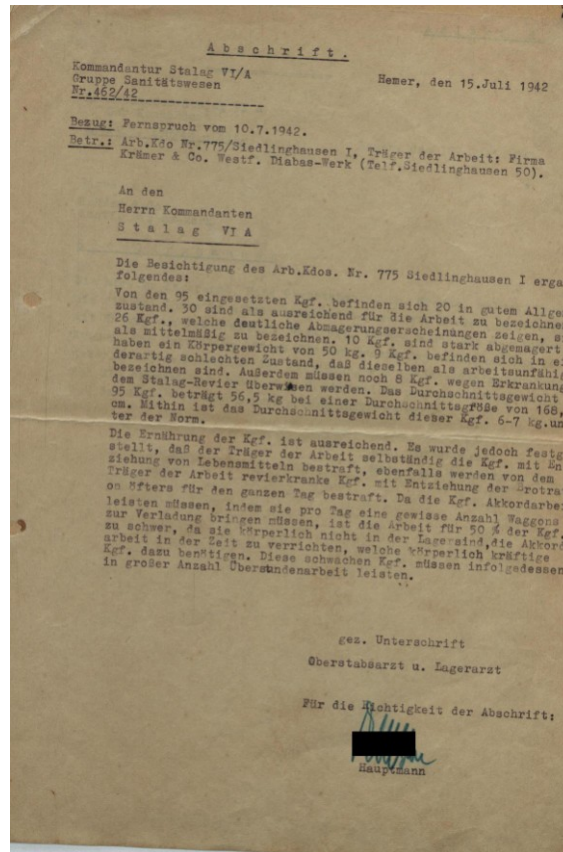 Abschrift.
Kommandantur Stalag VI/A
Gruppe Sanitätswesen
Nr.462/42
Hemer, den 15.Juli 1942
Bezug: Fernspruch vom 10.7.1942.
Betr.: Arb.Kdo Nr.775/Siedlinghausen I, Träger der Arbeit: Firma
Krämer & Co. Westf. Diabas-Werk (Telf.Siedlinghausen 50).
An den
Herrn Kommandanten
Stalag VI A
Die Besichtigung des Arb.Kdos. Nr. 775 Siedlinghausen I erga
folgendes:
Von den 95 eingesetzten Kgf. befinden sich 20 in gutem Allge
zustand. 30 sind als ausreichend für die Arbeit zu bezeichne
26 Kgf., welche deutliche Abmagerungserscheinungen zeigen, s
als mittelmäßig zu bezeichnen. 10 Kgf. sind stark abgemagert
haben ein Körpergewicht von 50 kg. 9 Kgf. befinden sich in e
derartig schlechten Zustand, daß dieselben als arbeitsunfähig
bezeichnen sind. Außerdem müssen noch 8 Kgf. wegen Erkrankung
dem Stalag-Revier überwiesen werden. Das Durchschnittsgewicht
95 Kgf. beträgt 56,5 kg bei einer Durchschnittsgröße von 168,
cm. Mithin ist das Durchschnittsgewicht dieser Kgf. 6-7 kg.un
ter der Norm.
Die Ernährung der Kgf. ist ausreichend. Es wurde jedoch festg
stellt, daß der Träger der Arbeit selbständig die Kgf. mit En
ziehung von Lebensmitteln bestraft, ebenfalls werden von dem
Träger der Arbeit revierkranke Kgf. mit Entziehung der Brotrat
on öfters für den ganzen Tag bestraft. Da die Kgf. Akkordarbe
leisten müssen, indem sie pro Tag eine gewisse Anzahl Waggons
zur Verladung bringen müssen, ist die Arbeit für 50 % der Kgf.
zu schwer, da sie körperlich nicht in der Lagersind,die Akkord
arbeit in der Zeit zu verrichten, welche körperlich kräftige
Kgf. dazu benötigen. Diese schwachen Kgf. müssen infolgedessen
in großer Anzahl Überstundenarbeit leisten.
gez. Unterschrift
Oberstabsarzt u. Lagerarzt
Für die Richtigkeit der Abschrift:
Hauptmann